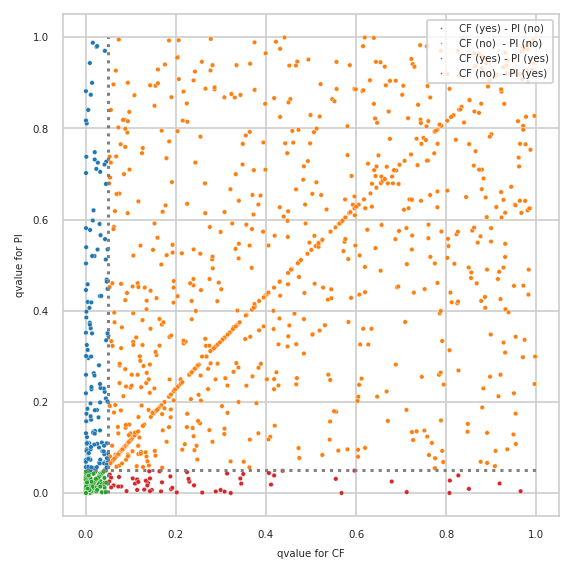 CF (yes) - PI (no)
CF (no) - PI (no)
CF (yes) - PI (yes)
CF (no) - PI (yes)
1.0
0.8
0.6
0.4
0.2
0.0
qvalue for PI
0.0 0.2 0.4 0.6 0.8 1.0
qvalue for CF